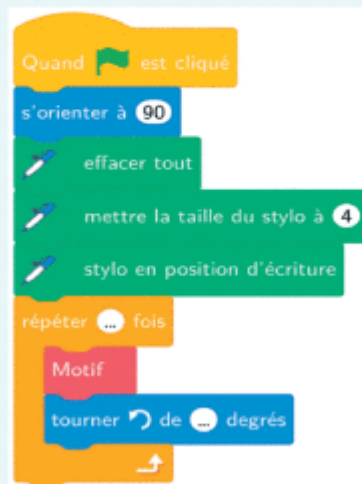 Quand est cliqué
s'orienter à 90
effacer tout
mettre la taille du stylo à 4
stylo en position d'écriture
répéter ... fois
Motif
tourner de ... degrés